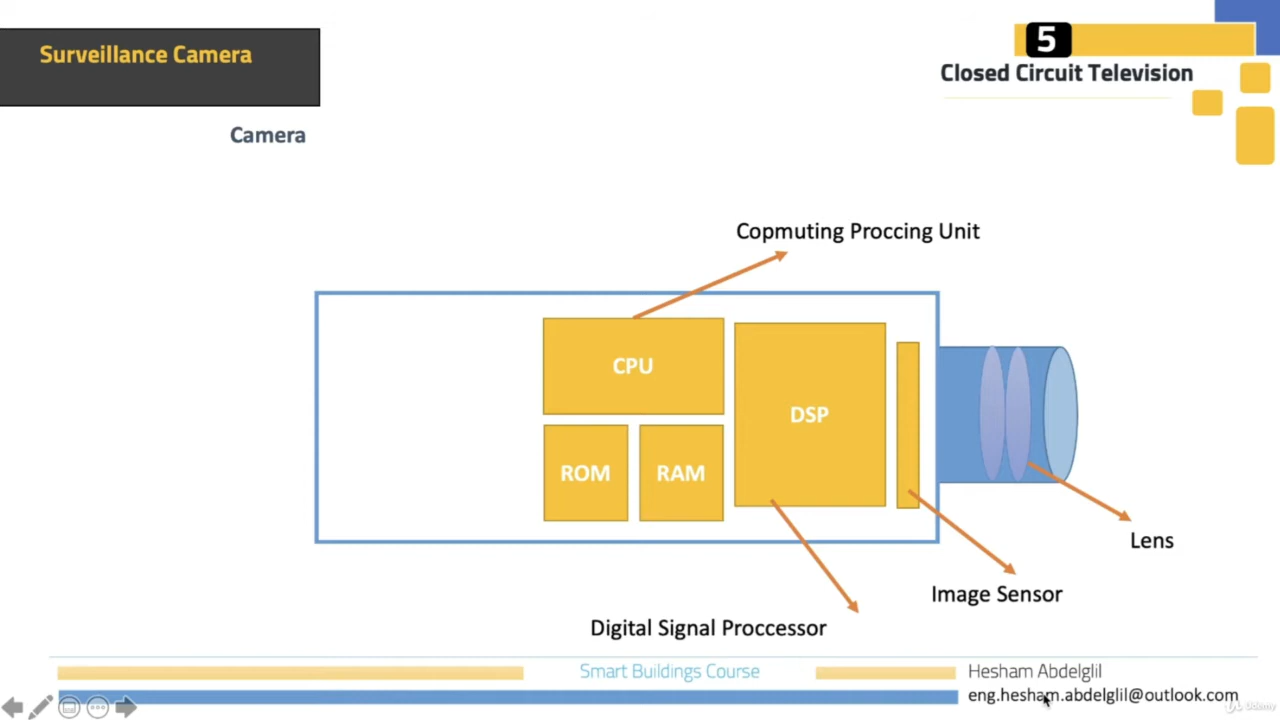 Surveillance Camera
5
Closed Circuit Television
Camera
Copmuting Proccing Unit
CPU
DSP
ROM
RAM
Lens
Image Sensor
Digital Signal Proccessor
Smart Buildings Course
Hesham Abdelglil
eng.hesham.abdelglil@outlook.com
Udemy